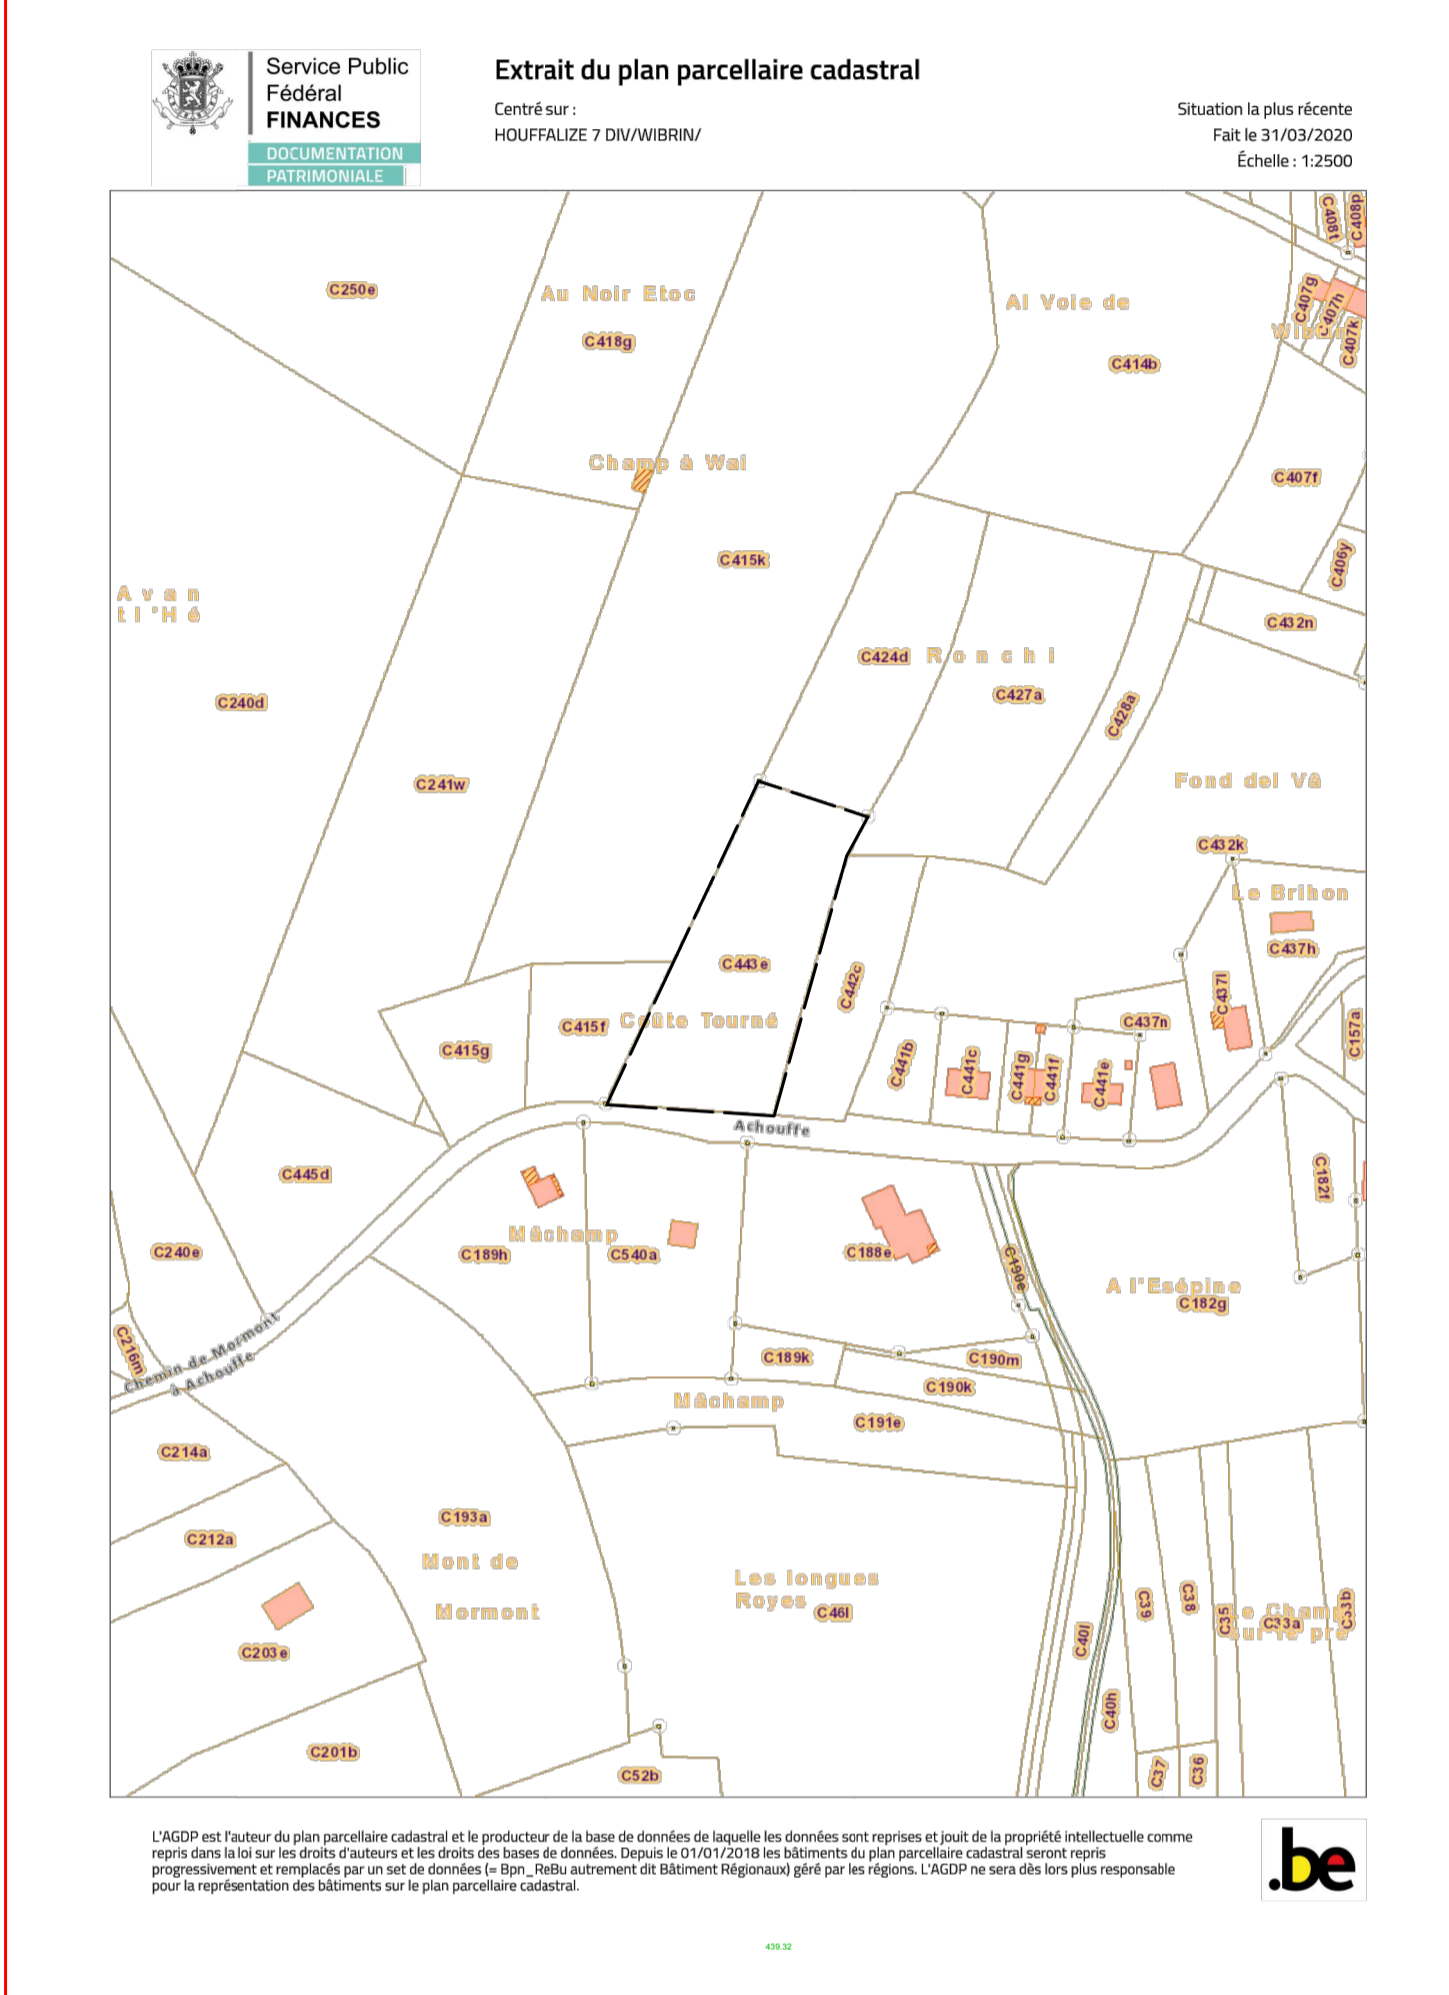 Service Public
Fédéral
FINANCES
DOCUMENTATION
PATRIMONIALE
Extrait du plan parcellaire cadastral
Centré sur :
HOUFFALIZE 7 DIV/WIBRIN/
Situation la plus récente
Fait le 31/03/2020
Échelle : 1:2500
C408t
C408p
C250e
Au Noir Etoc
Al Voie de
C407g
C407h
C407k
C418g
C414b
Champ à Wai
C407f
C415k
C406y
Avan
tl'Hé
C432n
C424d
Ronchi
C427a
C428a
C240d
C241w
Fond del Vâ
C432k
Le Brihon
C437h
C443e
C442c
C437l
C415f
Coûte Tourné
C437n
C157a
C415g
C441b
C441c
C441g
C441f
C441e
Achouffe
C445d
C182f
Mâchamp
C240e
C189h
C540a
C188e
C190e
A l'Esépine
C182g
Chemin de Mormont
à Achouffe
C216m
C189k
C190m
C190k
Mâchamp
C191e
C214a
C193a
C212a
Mont de
Mormont
Les longues
Royes
C46l
C39
C38
C35
Le Champ
sur le pré
C33a
C33b
C40l
C203e
C40h
C201b
C52b
C37
C36
L'AGDP est l'auteur du plan parcellaire cadastral et le producteur de la base de données de laquelle les données sont reprises et jouit de la propriété intellectuelle comme
repris dans la loi sur les droits d'auteurs et les droits des bases de données. Depuis le 01/01/2018 les bâtiments du plan parcellaire cadastral seront repris
progressivement et remplacés par un set de données (= Bpn_ReBu autrement dit Bâtiment Régionaux) géré par les régions. L'AGDP ne sera dès lors plus responsable
pour la représentation des bâtiments sur le plan parcellaire cadastral.
.be
439.32